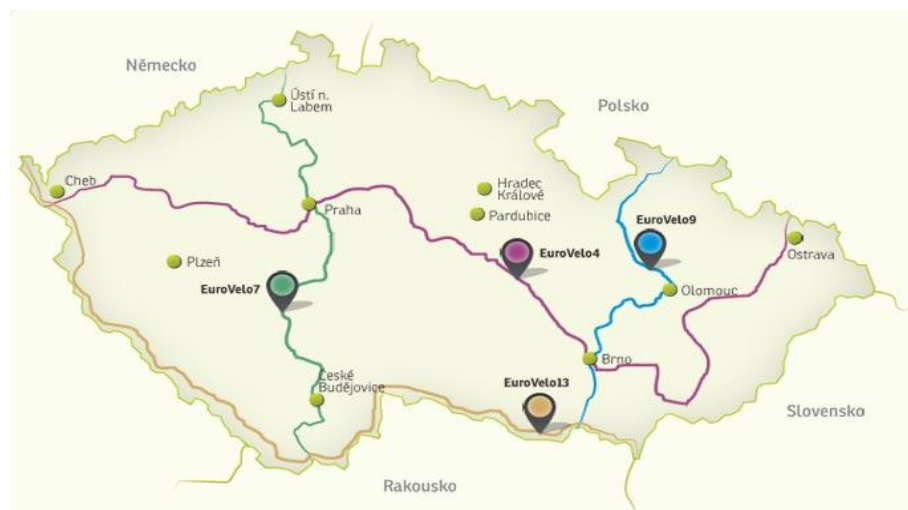 Německo
Ústí n.
Labem
Polsko
Cheb
Hradec
Králové
Praha
Pardubice
EuroVelo9
EuroVelo4
Ostrava
Plzeň
EuroVelo7
Olomouc
Brno
České
Budějovice
EuroVelo13
Slovensko
Rakousko